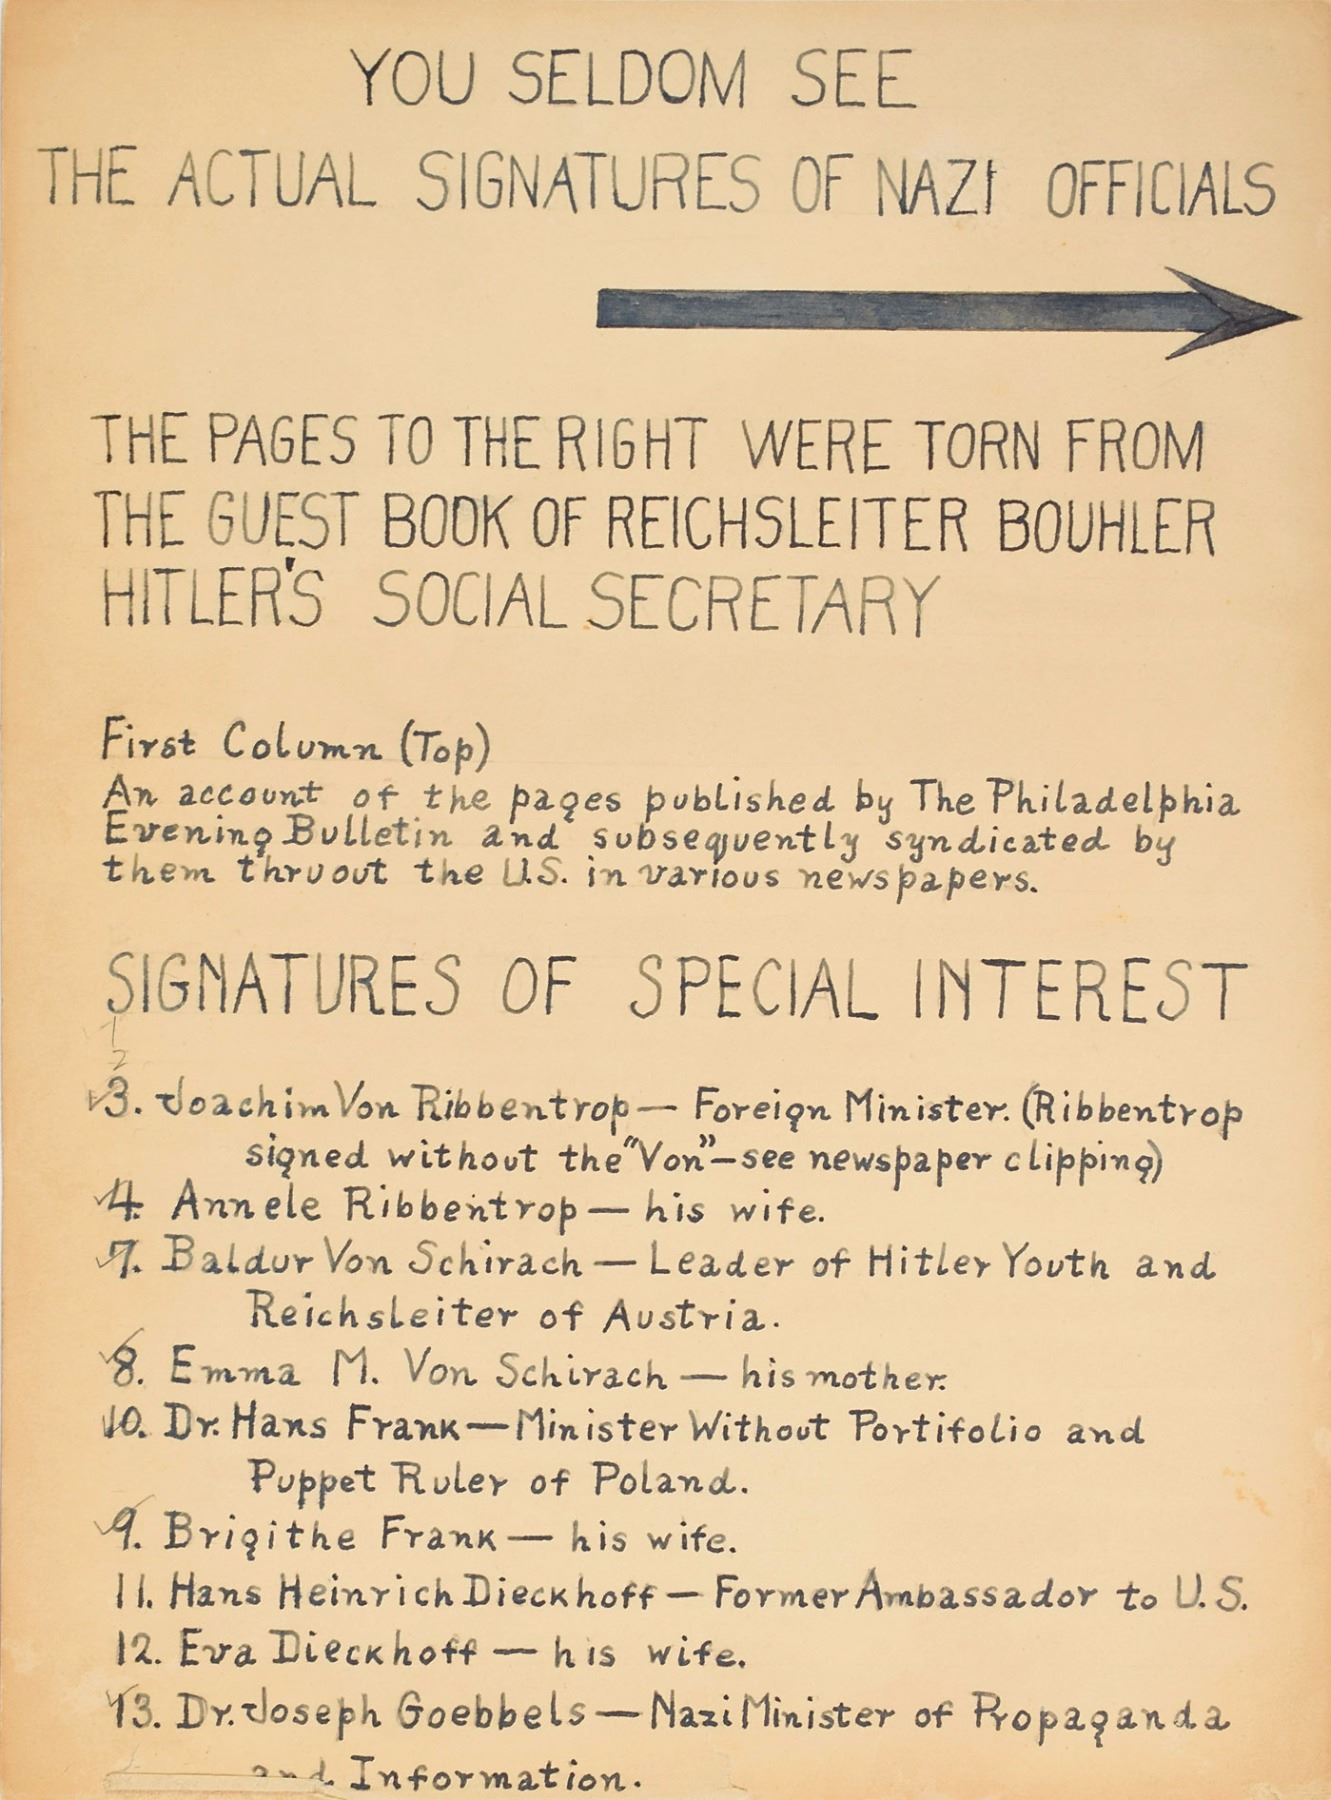 YOU SELDOM SEE
THE ACTUAL SIGNATURES OF NAZI OFFICIALS
THE PAGES TO THE RIGHT WERE TORN FROM
THE GUEST BOOK OF REICHSLEITER BOUHLER
HITLER'S SOCIAL SECRETARY
First Column (Top)
An account of the pages published by The Philadelphia
Evening Bulletin and subsequently syndicated by
them thruout the U.S. in various newspapers.
SIGNATURES OF SPECIAL INTEREST
1
2
3. Joachim Von Ribbentrop — Foreign Minister. (Ribbentrop
signed without the "Von" — see newspaper clipping)
4. Annele Ribbentrop — his wife.
7. Baldur Von Schirach — Leader of Hitler Youth and
Reichsleiter of Austria.
8. Emma M. Von Schirach — his mother.
10. Dr. Hans Frank — Minister Without Portifolio and
Puppet Ruler of Poland.
9. Brigithe Frank — his wife.
11. Hans Heinrich Dieckhoff — Former Ambassador to U.S.
12. Eva Dieckhoff — his wife.
13. Dr. Joseph Goebbels — Nazi Minister of Propaganda
and Information.